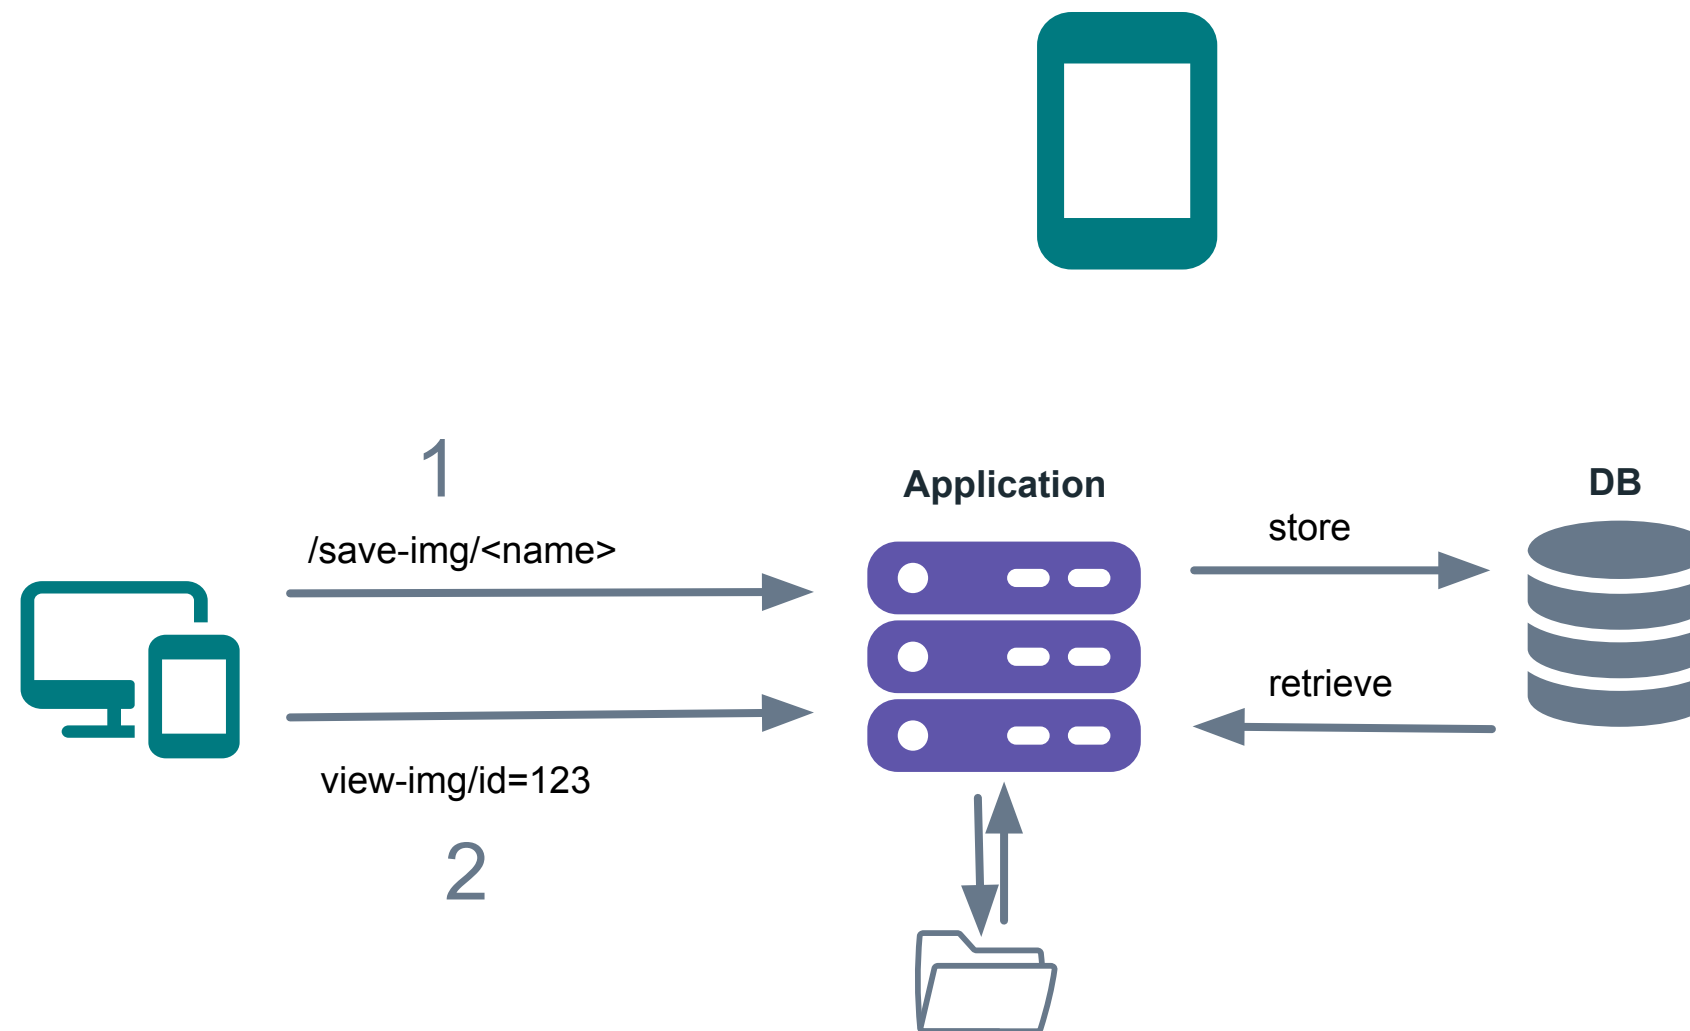 1
/save-img/<name>
Application
DB
store
retrieve
view-img/id=123
2